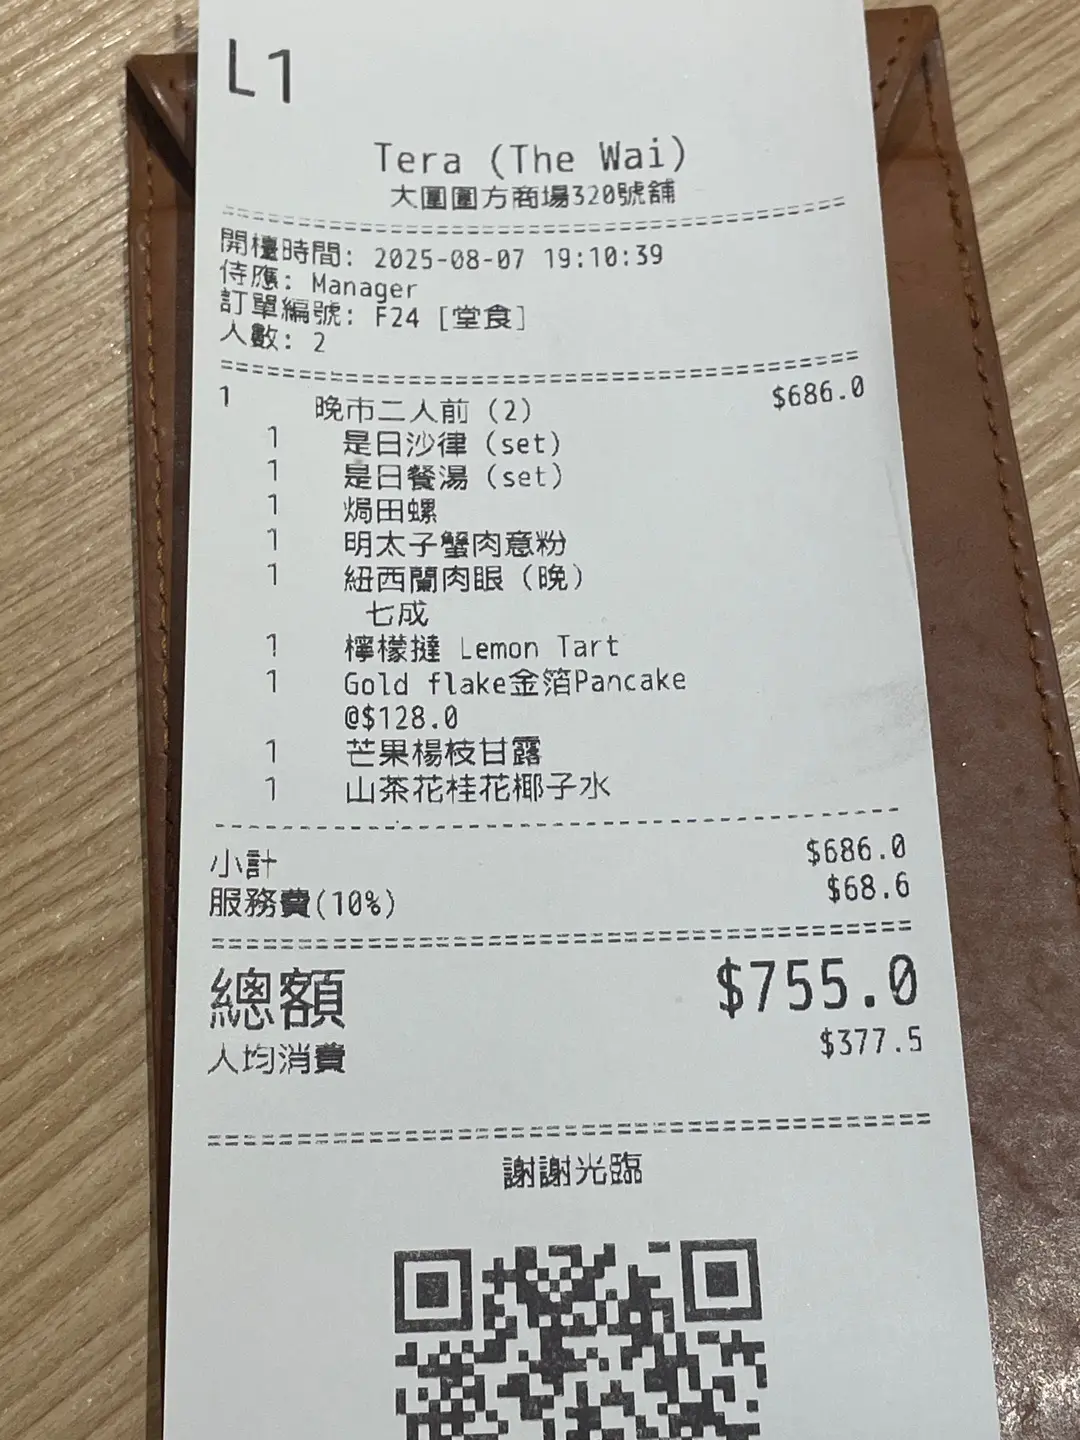 L1
Tera (The Wai)
大圍圍方商場320號舖
開檯時間: 2025-08-07 19:10:39
侍應: Manager
訂單編號: F24 [堂食]
人數: 2
1 晚市二人前 (2) $686.0
1 是日沙律 (set)
1 是日餐湯 (set)
1 焗田螺
1 明太子蟹肉意粉
1 紐西蘭肉眼 (晚)
七成
1 檸檬撻 Lemon Tart
1 Gold flake金箔Pancake
@$128.0
1 芒果楊枝甘露
1 山茶花桂花椰子水
小計 $686.0
服務費(10%) $68.6
總額 $755.0
人均消費 $377.5
謝謝光臨